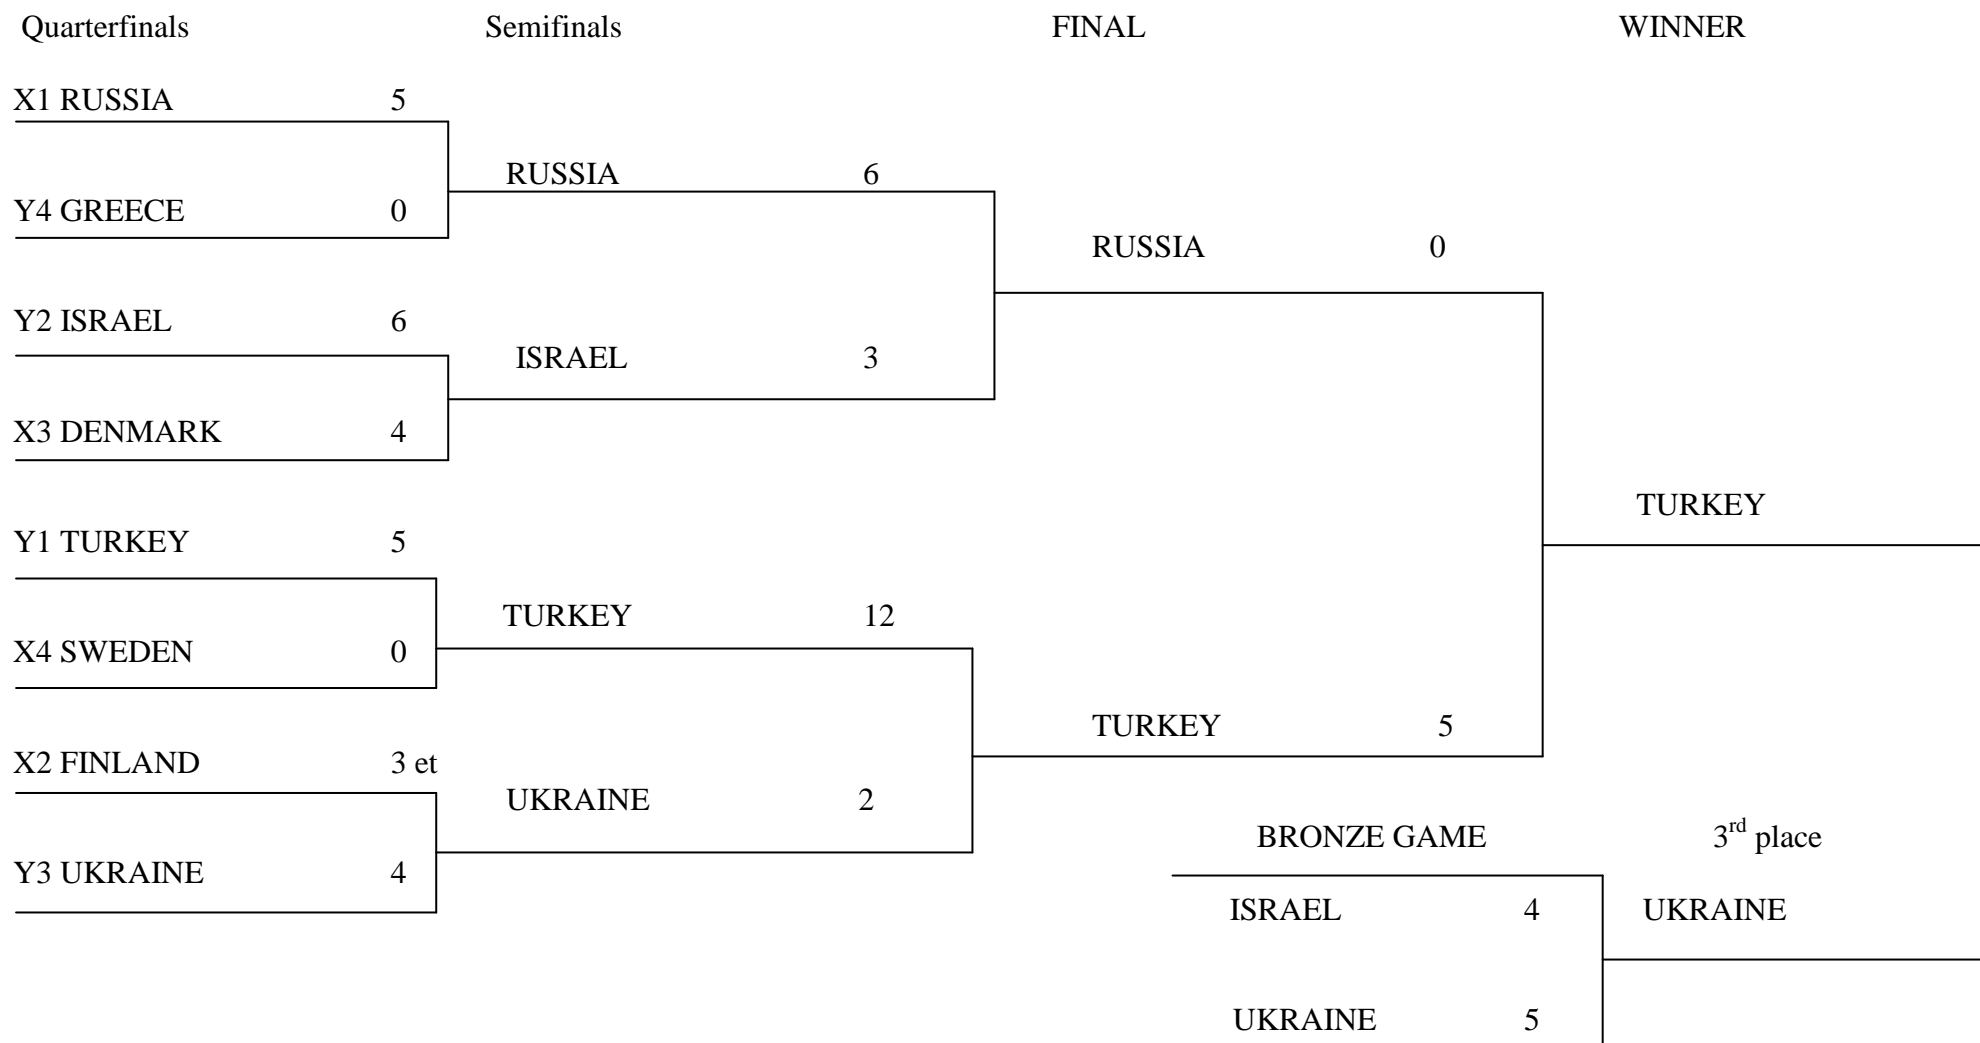 Quarterfinals Semifinals FINAL WINNER
X1 RUSSIA 5
RUSSIA 6
Y4 GREECE 0
RUSSIA 0
Y2 ISRAEL 6
ISRAEL 3
X3 DENMARK 4
TURKEY
Y1 TURKEY 5
TURKEY 12
X4 SWEDEN 0
TURKEY 5
X2 FINLAND 3 et
UKRAINE 2
BRONZE GAME 3rd place
Y3 UKRAINE 4
ISRAEL 4 UKRAINE
UKRAINE 5